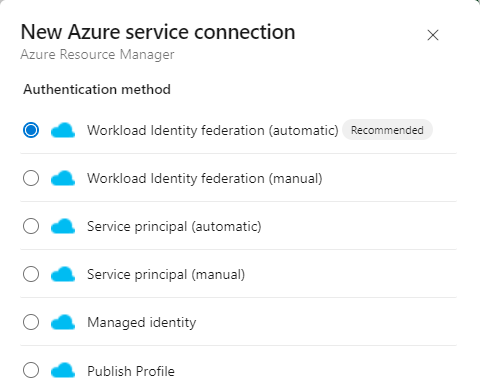 New Azure service connection
Azure Resource Manager
Authentication method
Workload Identity federation (automatic) Recommended
Workload Identity federation (manual)
Service principal (automatic)
Service principal (manual)
Managed identity
Publish Profile